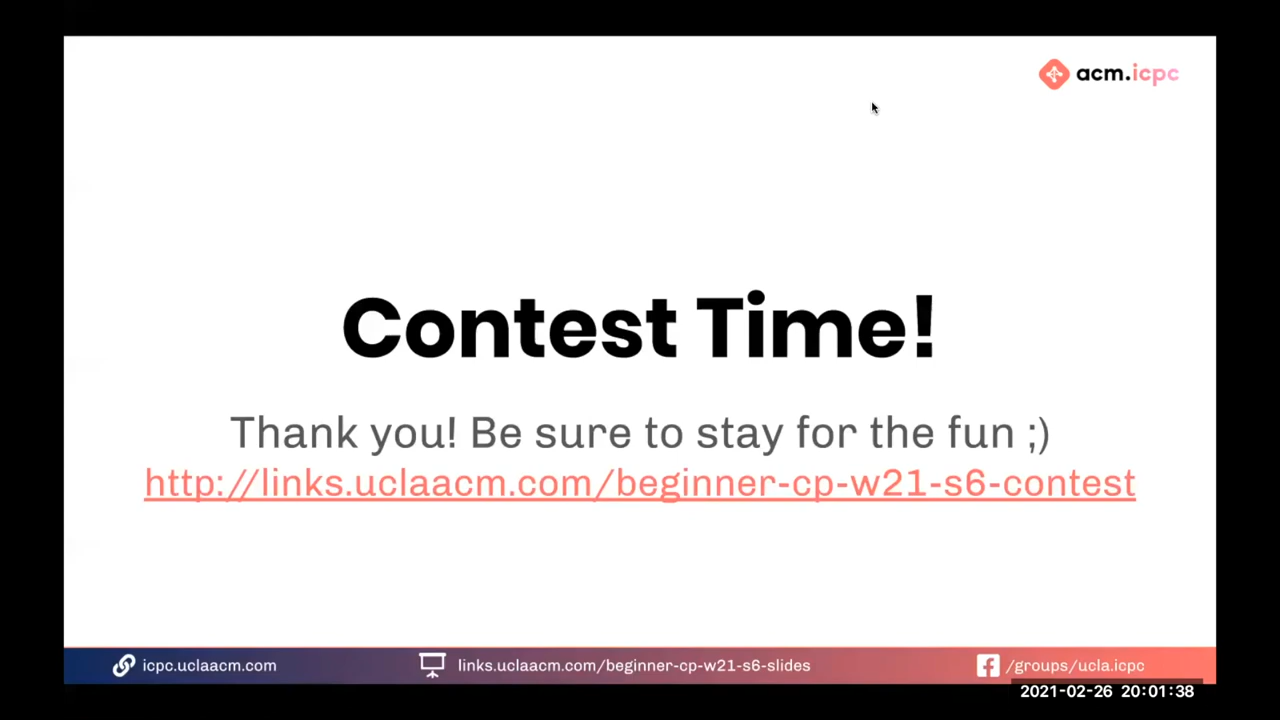 acm.icpc
Contest Time!
Thank you! Be sure to stay for the fun ;)
http://links.uclaacm.com/beginner-cp-w21-s6-contest
icpc.uclaacm.com
links.uclaacm.com/beginner-cp-w21-s6-slides
/groups/ucla.icpc
2021-02-26 20:01:38